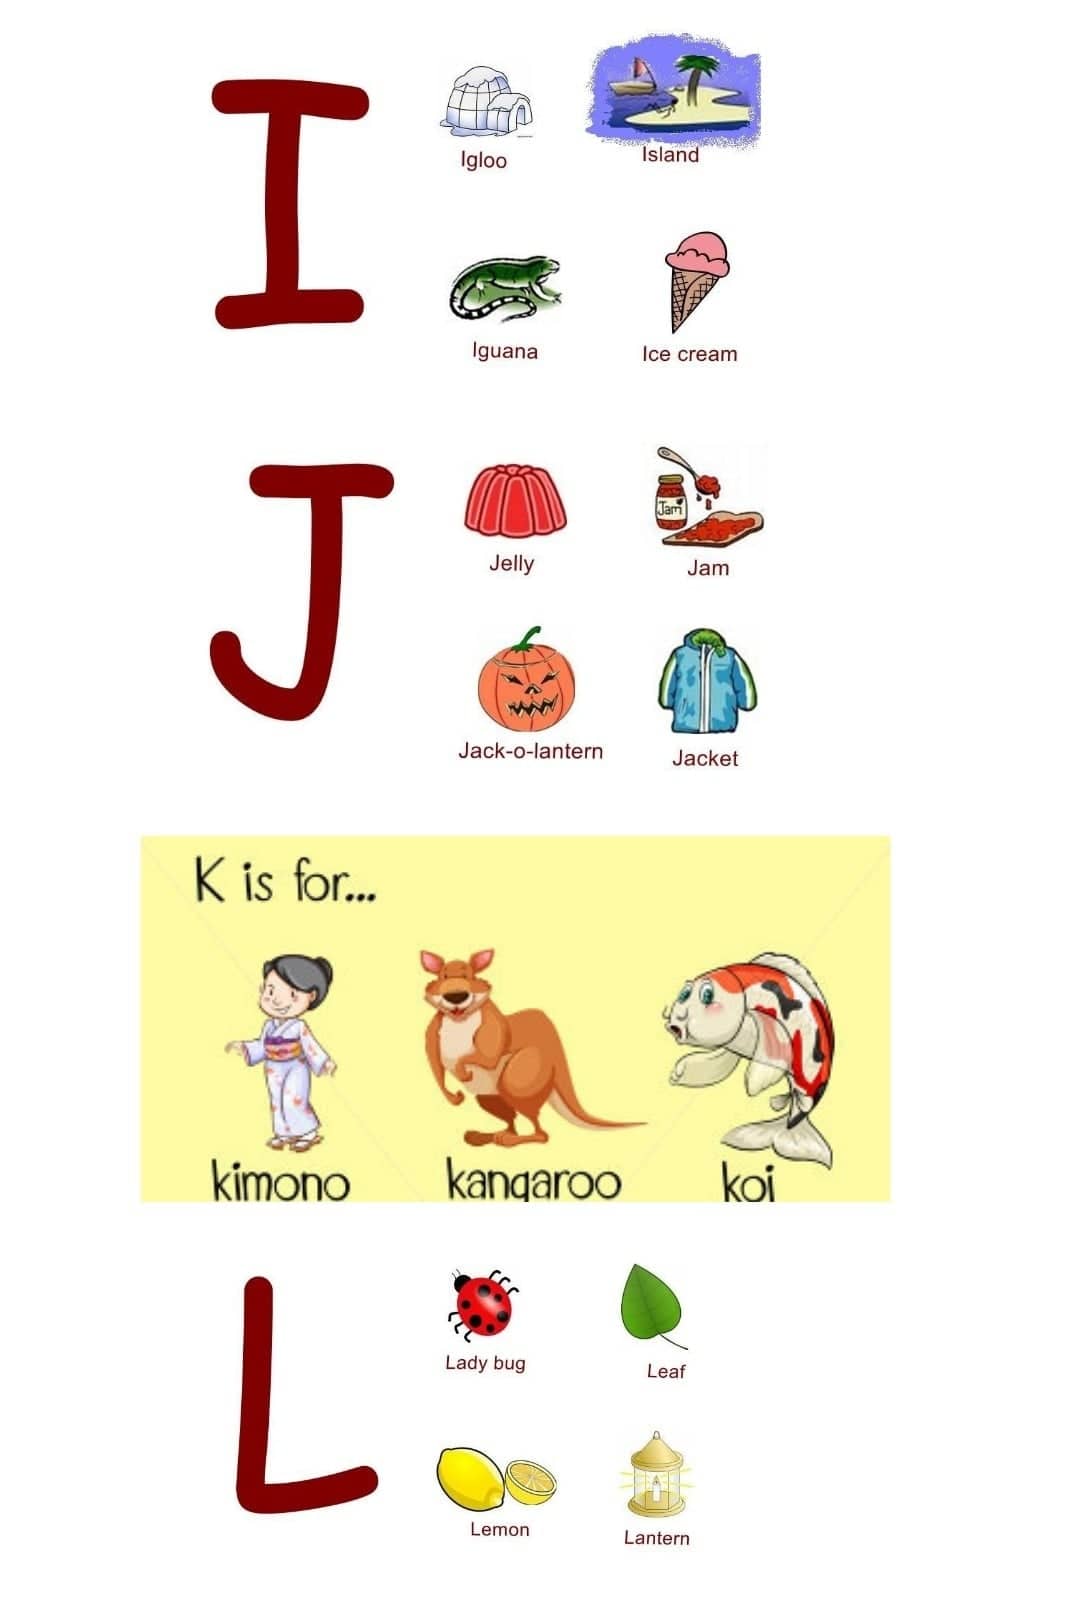 I
Igloo
Island
Iguana
Ice cream
J
Jelly
Jam
Jam
Jack-o-lantern
Jacket
K is for...
kimono
kangaroo
koi
L
Lady bug
Leaf
Lemon
Lantern